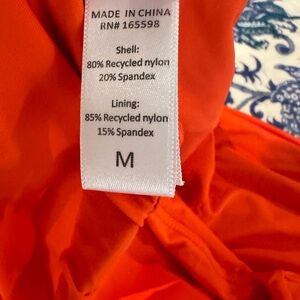 MADE IN CHINA
RN# 165598
Shell:
80% Recycled nylon
20% Spandex
Lining:
85% Recycled nylon
15% Spandex
M